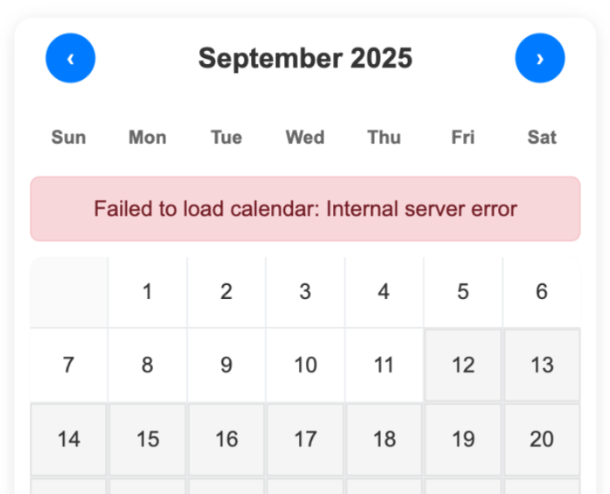 ‹ September 2025 ›
Sun Mon Tue Wed Thu Fri Sat
Failed to load calendar: Internal server error
1 2 3 4 5 6
7 8 9 10 11 12 13
14 15 16 17 18 19 20